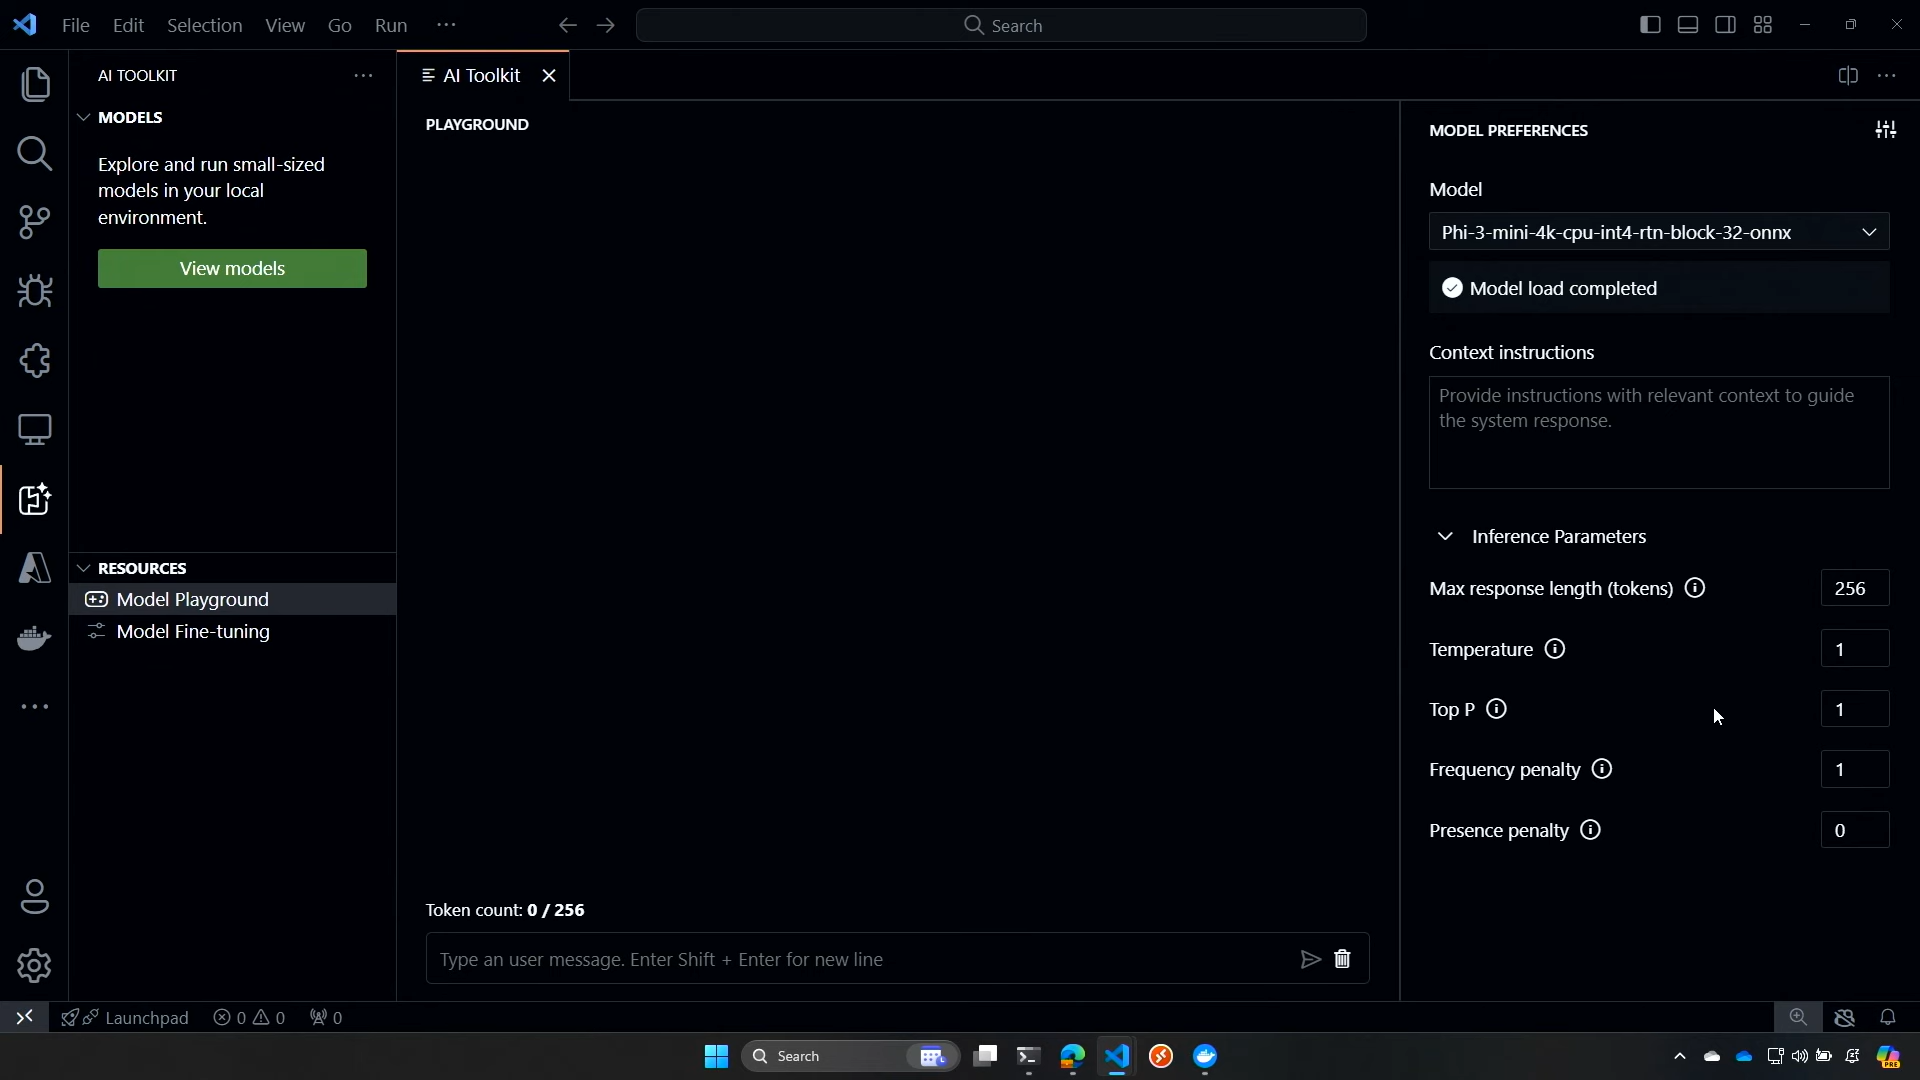 File Edit Selection View Go Run
Search
AI TOOLKIT
AI Toolkit
MODELS
Explore and run small-sized
models in your local
environment.
View models
RESOURCES
Model Playground
Model Fine-tuning
PLAYGROUND
Token count: 0 / 256
Type an user message. Enter Shift + Enter for new line
MODEL PREFERENCES
Model
Phi-3-mini-4k-cpu-int4-rtn-block-32-onnx
Model load completed
Context instructions
Provide instructions with relevant context to guide
the system response.
Inference Parameters
Max response length (tokens) 256
Temperature 1
Top P 1
Frequency penalty 1
Presence penalty 0
Launchpad 0 0 0
Search
PRE